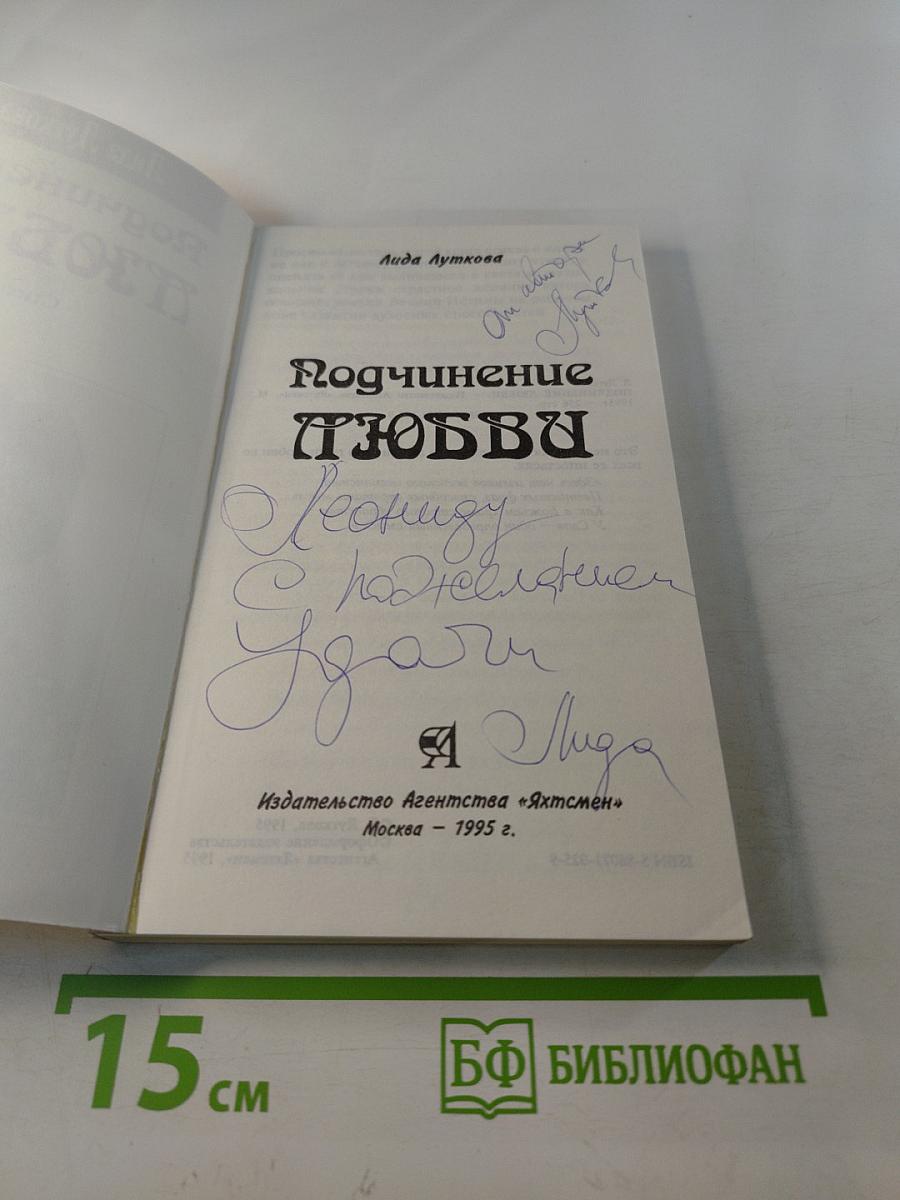 Лида Луткова
от автора
Подчинение
ЛЮБВИ
Леониду
с пожеланием
Удачи
Лида
Я
Издательство Агентства «Яхтсмен»
Москва – 1995 г.
15 см
БФ БИБЛИОФАН